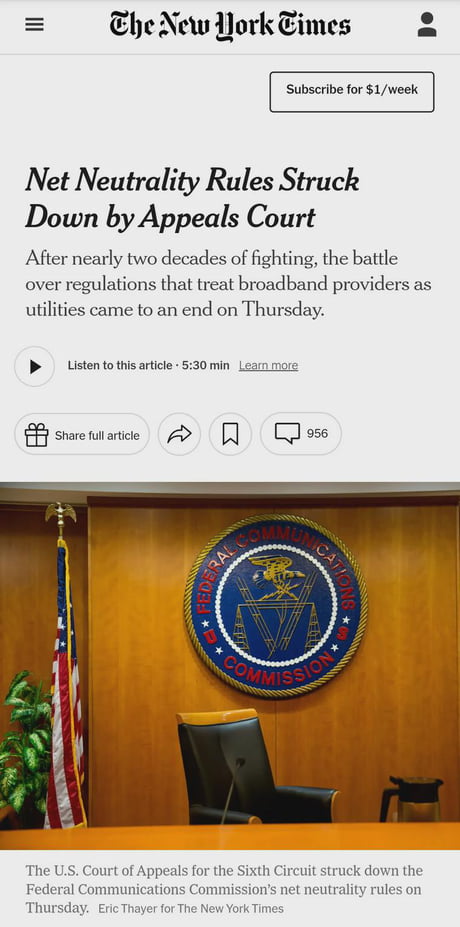 The New York Times
Subscribe for $1/week
Net Neutrality Rules Struck
Down by Appeals Court
After nearly two decades of fighting, the battle
over regulations that treat broadband providers as
utilities came to an end on Thursday.
Listen to this article · 5:30 min Learn more
Share full article
956
FEDERAL COMMUNICATIONS
COMMISSION
U S
The U.S. Court of Appeals for the Sixth Circuit struck down the
Federal Communications Commission’s net neutrality rules on
Thursday. Eric Thayer for The New York Times